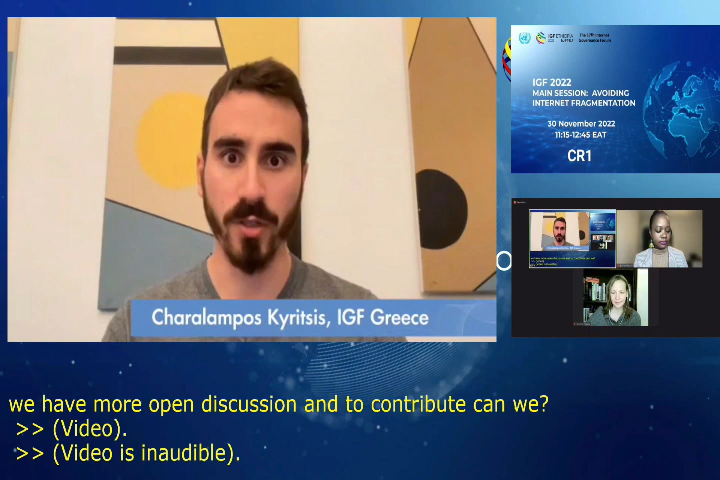 IGF 2022
MAIN SESSION: AVOIDING
INTERNET FRAGMENTATION
30 November 2022
11:15-12:45 EAT
CR1
Charalampos Kyritsis, IGF Greece
we have more open discussion and to contribute can we?
>> (Video).
>> (Video is inaudible).